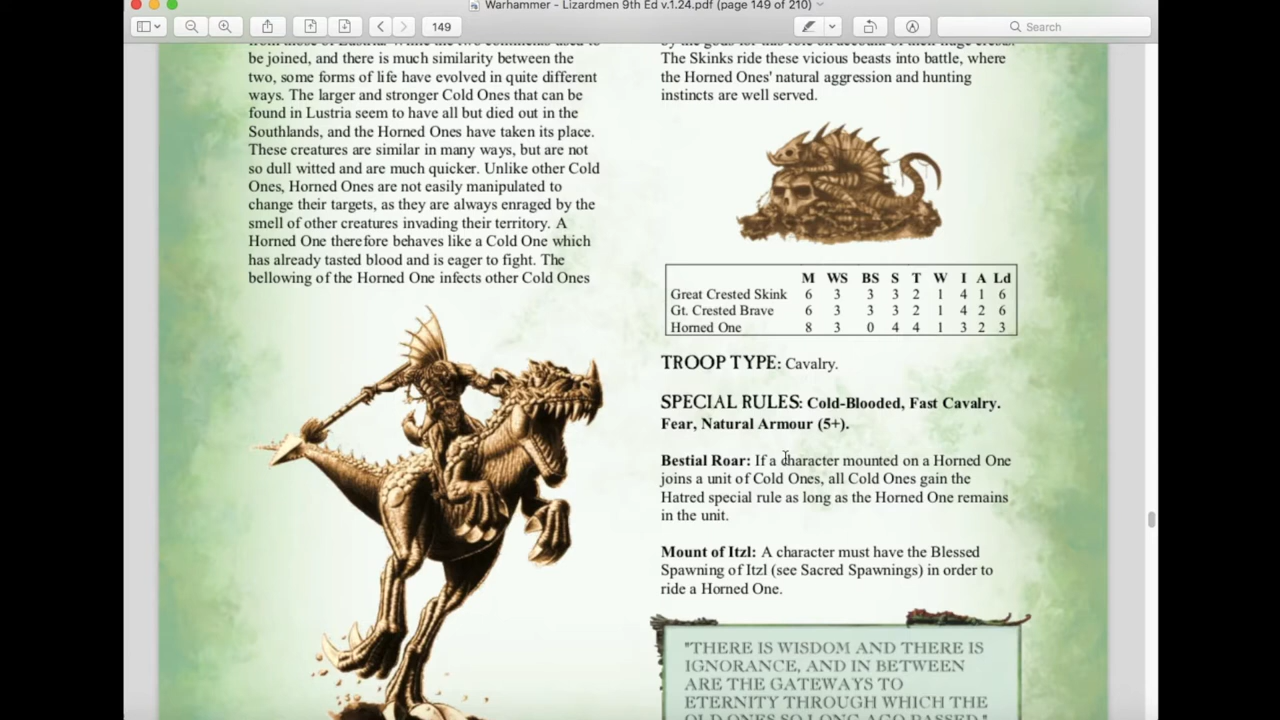 Warhammer - Lizardmen 9th Ed v.1.24.pdf (page 149 of 210)
149
Search
be joined, and there is much similarity between the
two, some forms of life have evolved in quite different
ways. The larger and stronger Cold Ones that can be
found in Lustria seem to have all but died out in the
Southlands, and the Horned Ones have taken its place.
These creatures are similar in many ways, but are not
so dull witted and are much quicker. Unlike other Cold
Ones, Horned Ones are not easily manipulated to
change their targets, as they are always enraged by the
smell of other creatures invading their territory. A
Horned One therefore behaves like a Cold One which
has already tasted blood and is eager to fight. The
bellowing of the Horned One infects other Cold Ones
The Skinks ride these vicious beasts into battle, where
the Horned Ones' natural aggression and hunting
instincts are well served.
M WS BS S T W I A Ld
Great Crested Skink 6 3 3 3 2 1 4 1 6
Gt. Crested Brave 6 3 3 3 2 1 4 2 6
Horned One 8 3 0 4 4 1 3 2 3
TROOP TYPE: Cavalry.
SPECIAL RULES: Cold-Blooded, Fast Cavalry.
Fear, Natural Armour (5+).
Bestial Roar: If a character mounted on a Horned One
joins a unit of Cold Ones, all Cold Ones gain the
Hatred special rule as long as the Horned One remains
in the unit.
Mount of Itzl: A character must have the Blessed
Spawning of Itzl (see Sacred Spawnings) in order to
ride a Horned One.
"THERE IS WISDOM AND THERE IS
IGNORANCE, AND IN BETWEEN
ARE THE GATEWAYS TO
ETERNITY THROUGH WHICH THE
OLD ONES SO LONG AGO PASSED."